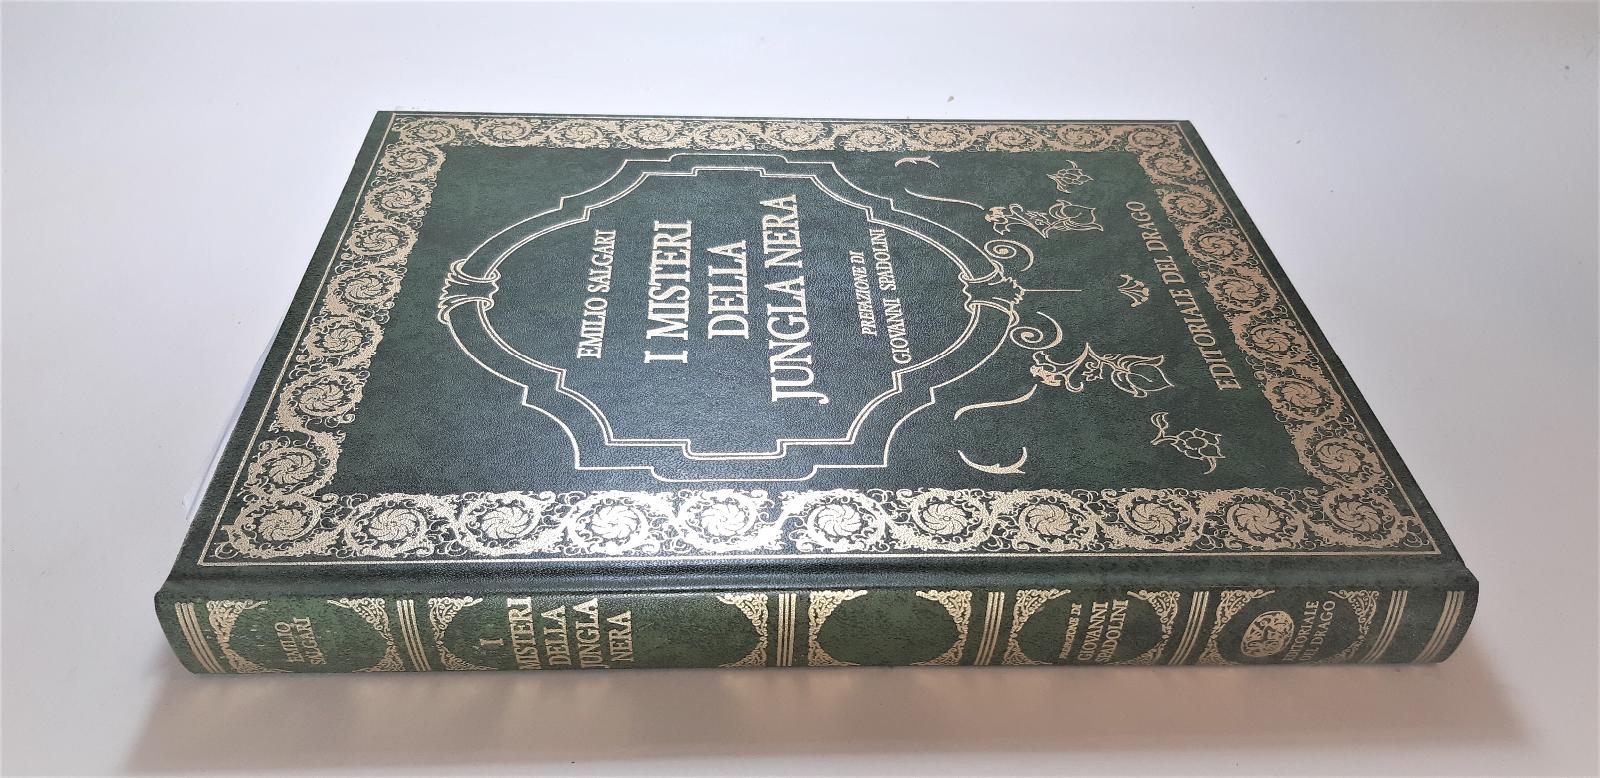 EMILIO SALGARI
I MISTERI
DELLA
JUNGLA NERA
PREFAZIONE DI
GIOVANNI SPADOLINI
EDITORIALE DEL DRAGO
EMILIO
SALGARI
I
MISTERI
DELLA
JUNGLA
NERA
PREFAZIONE DI
GIOVANNI
SPADOLINI
EDITORIALE
DEL DRAGO